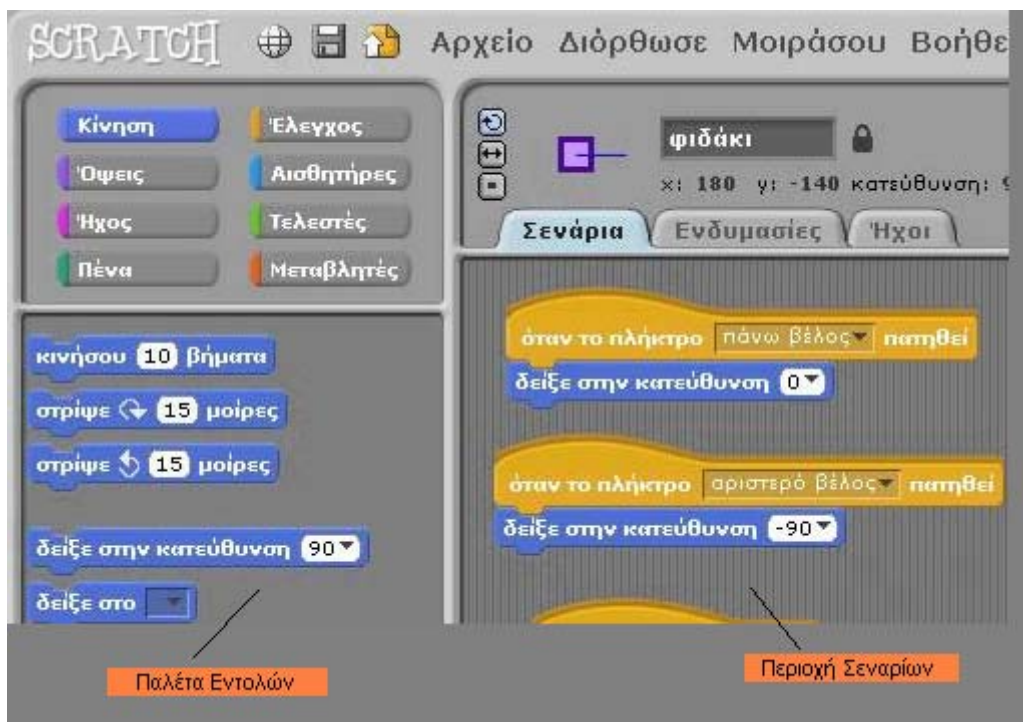 SCRATCH Αρχείο Διόρθωσε Μοιράσου Βοήθε
Κίνηση Έλεγχος
Όψεις Αισθητήρες
Ήχος Τελεστές
Πένα Μεταβλητές
κινήσου 10 βήματα
στρίψε 15 μοίρες
στρίψε 15 μοίρες
δείξε στην κατεύθυνση 90
δείξε στο
φιδάκι
x: 180 y: -140 κατεύθυνση: 9
Σενάρια Ενδυμασίες Ήχοι
όταν το πλήκτρο πάνω βέλος πατηθεί
δείξε στην κατεύθυνση 0
όταν το πλήκτρο αριστερό βέλος πατηθεί
δείξε στην κατεύθυνση -90
Παλέτα Εντολών
Περιοχή Σεναρίων